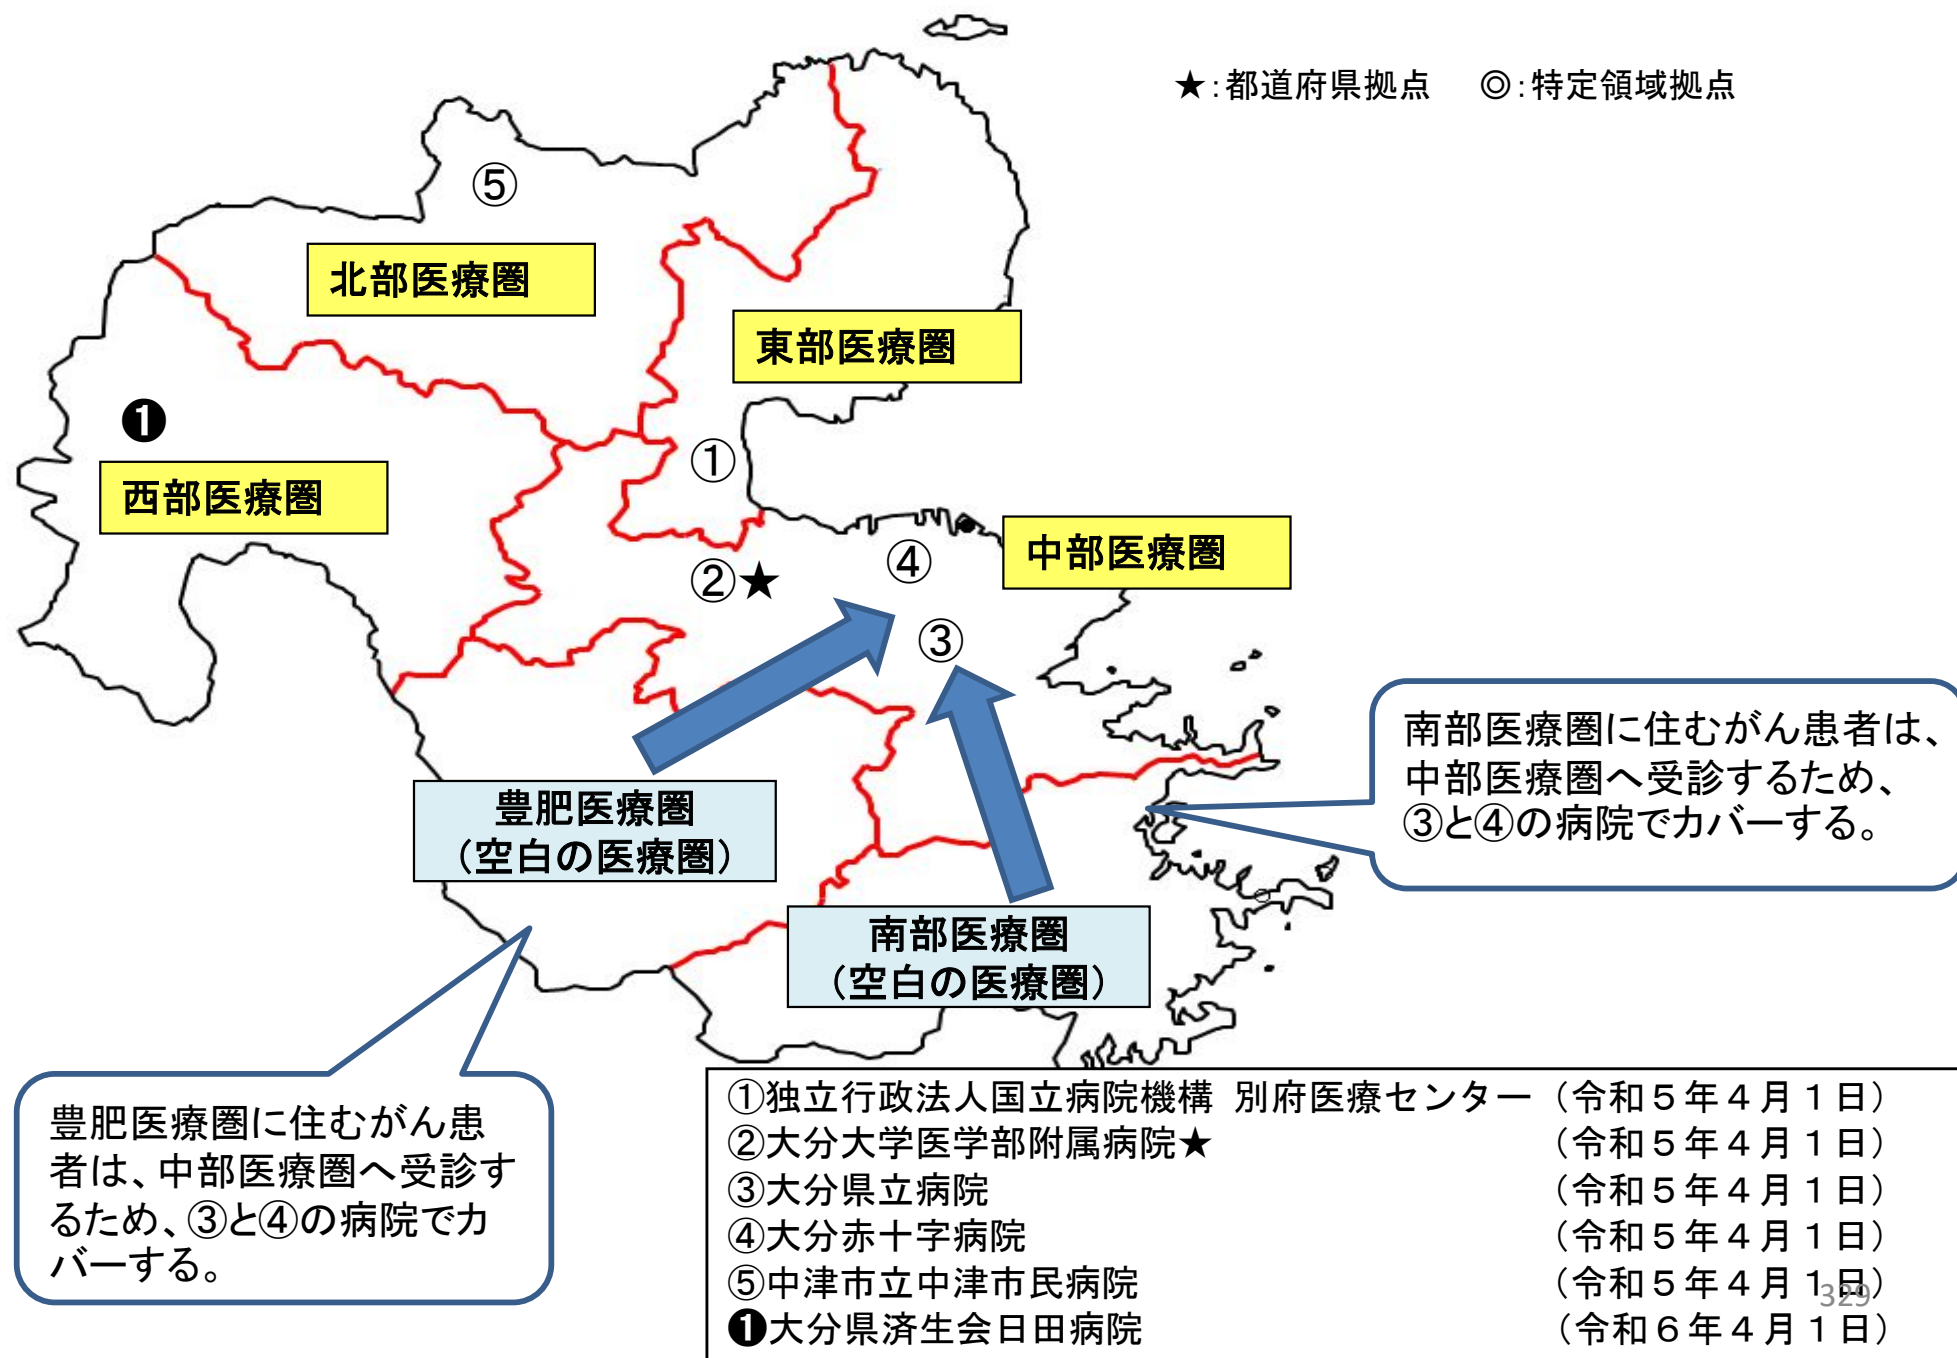 ★:都道府県拠点　◎:特定領域拠点
⑤
北部医療圏
東部医療圏
❶
①
西部医療圏
中部医療圏
④
②★
③
南部医療圏に住むがん患者は、
中部医療圏へ受診するため、
③と④の病院でカバーする。
豊肥医療圏
（空白の医療圏）
南部医療圏
（空白の医療圏）
豊肥医療圏に住むがん患
者は、中部医療圏へ受診す
るため、③と④の病院でカ
バーする。
①独立行政法人国立病院機構 別府医療センター（令和５年４月１日）
②大分大学医学部附属病院★（令和５年４月１日）
③大分県立病院（令和５年４月１日）
④大分赤十字病院（令和５年４月１日）
⑤中津市立中津市民病院（令和５年４月１日）
❶大分県済生会日田病院（令和６年４月１日）
329